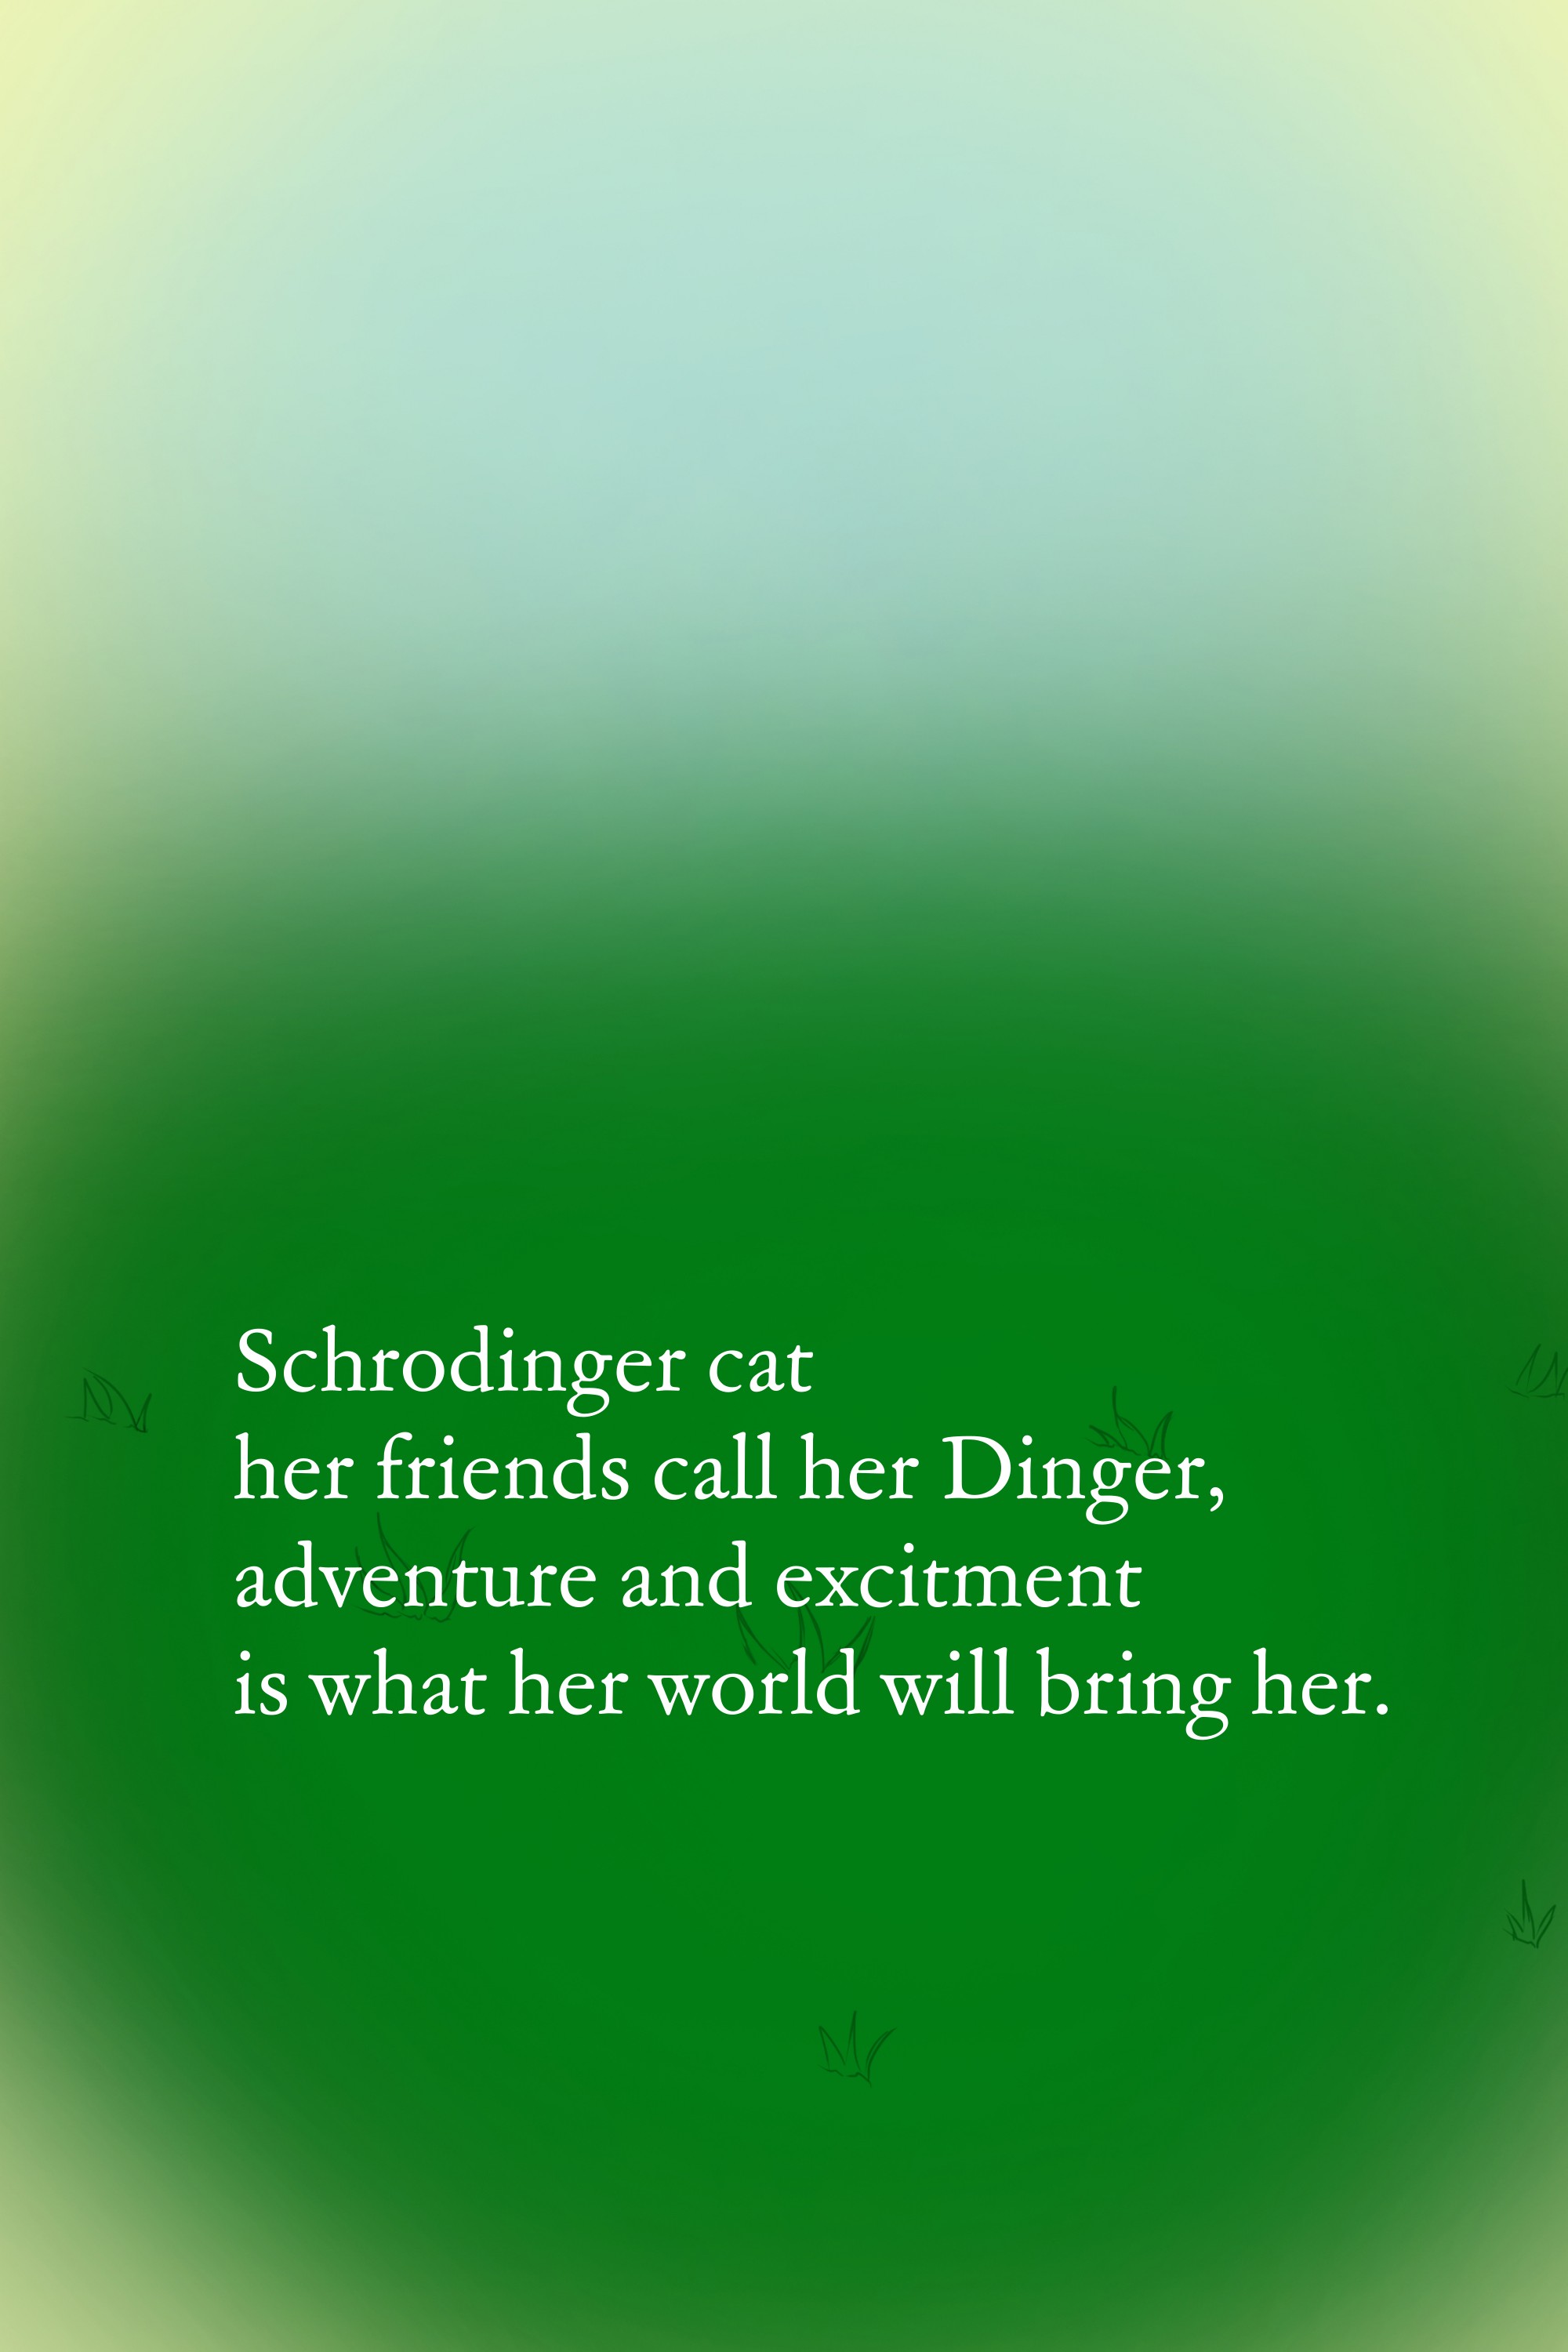 Schrodinger cat
her friends call her Dinger,
adventure and excitment
is what her world will bring her.